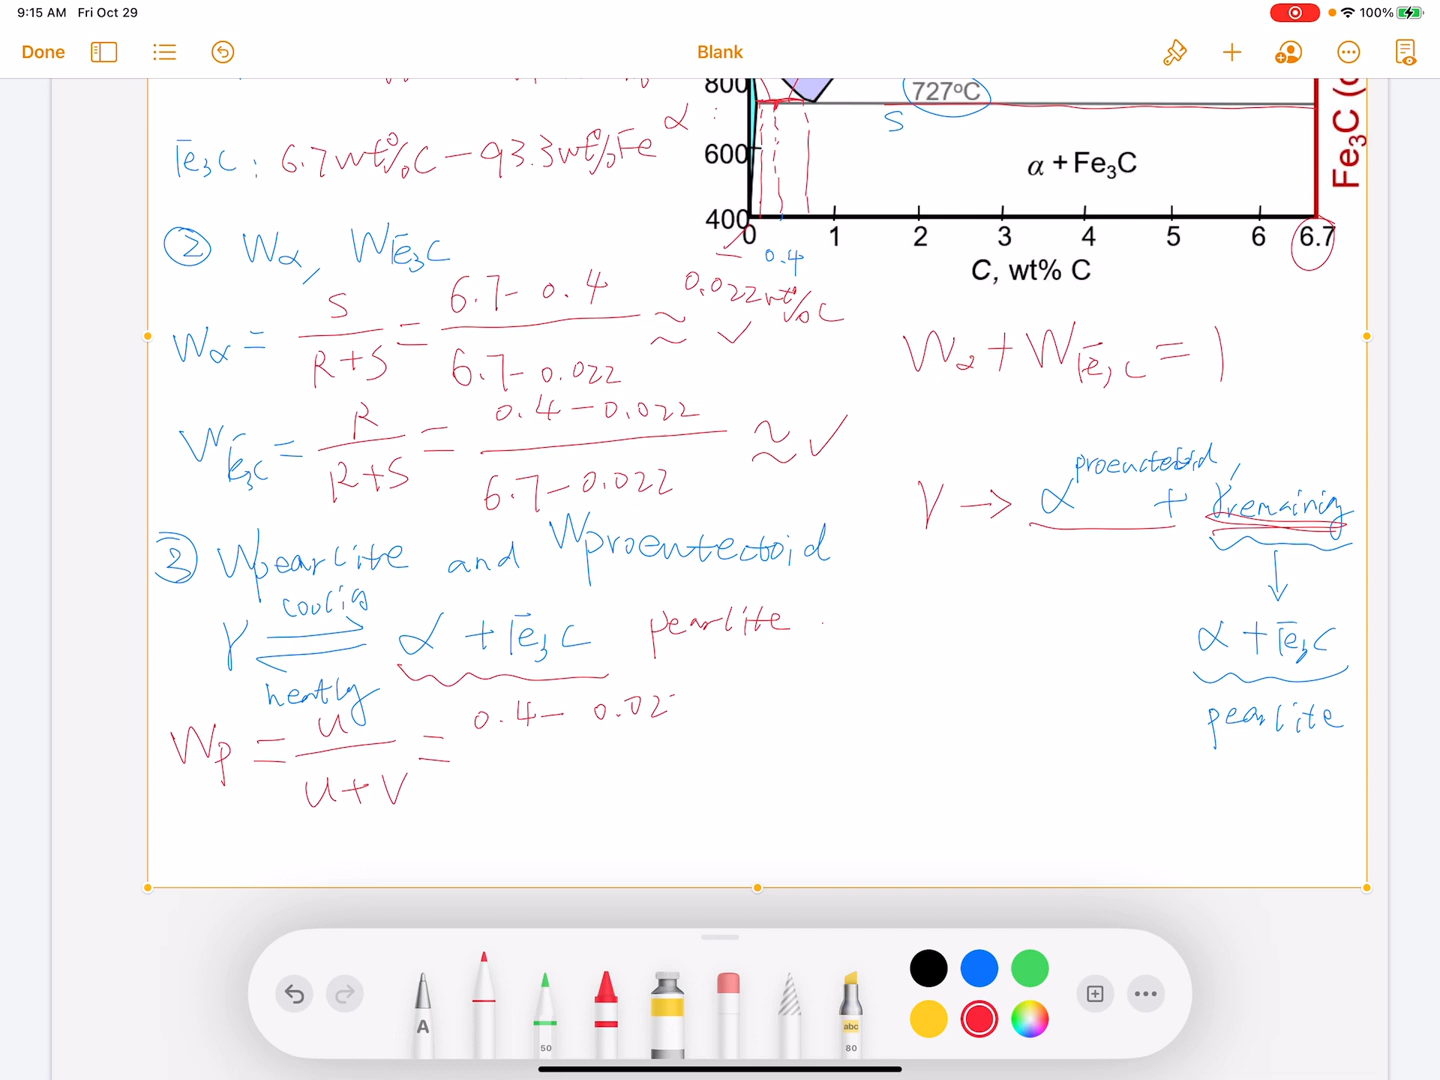 9:15 AM Fri Oct 29
100%
Done
Blank
800
727°C
S
α :
Fe₃C : 6.7wt%C – 93.3wt%Fe
600
α + Fe₃C
Fe₃C (c
400
0 1 2 3 4 5 6 6.7
0.4
C, wt% C
0.022wt%C
② Wα, WFe₃C
Wα = S/(R+S) = (6.7 – 0.4)/(6.7 – 0.022) ≈ ✓
Wα + WFe₃C = 1
WFe₃C = R/(R+S) = (0.4 – 0.022)/(6.7 – 0.022) ≈ ✓
γ → α proeutectoid + γremaining
α + Fe₃C
pearlite
③ Wpearlite and Wproeutectoid
γ ⇌ α + Fe₃C pearlite
cooling
heating
Wp = u/(u+v) = 0.4 – 0.02
A
50
abc
80